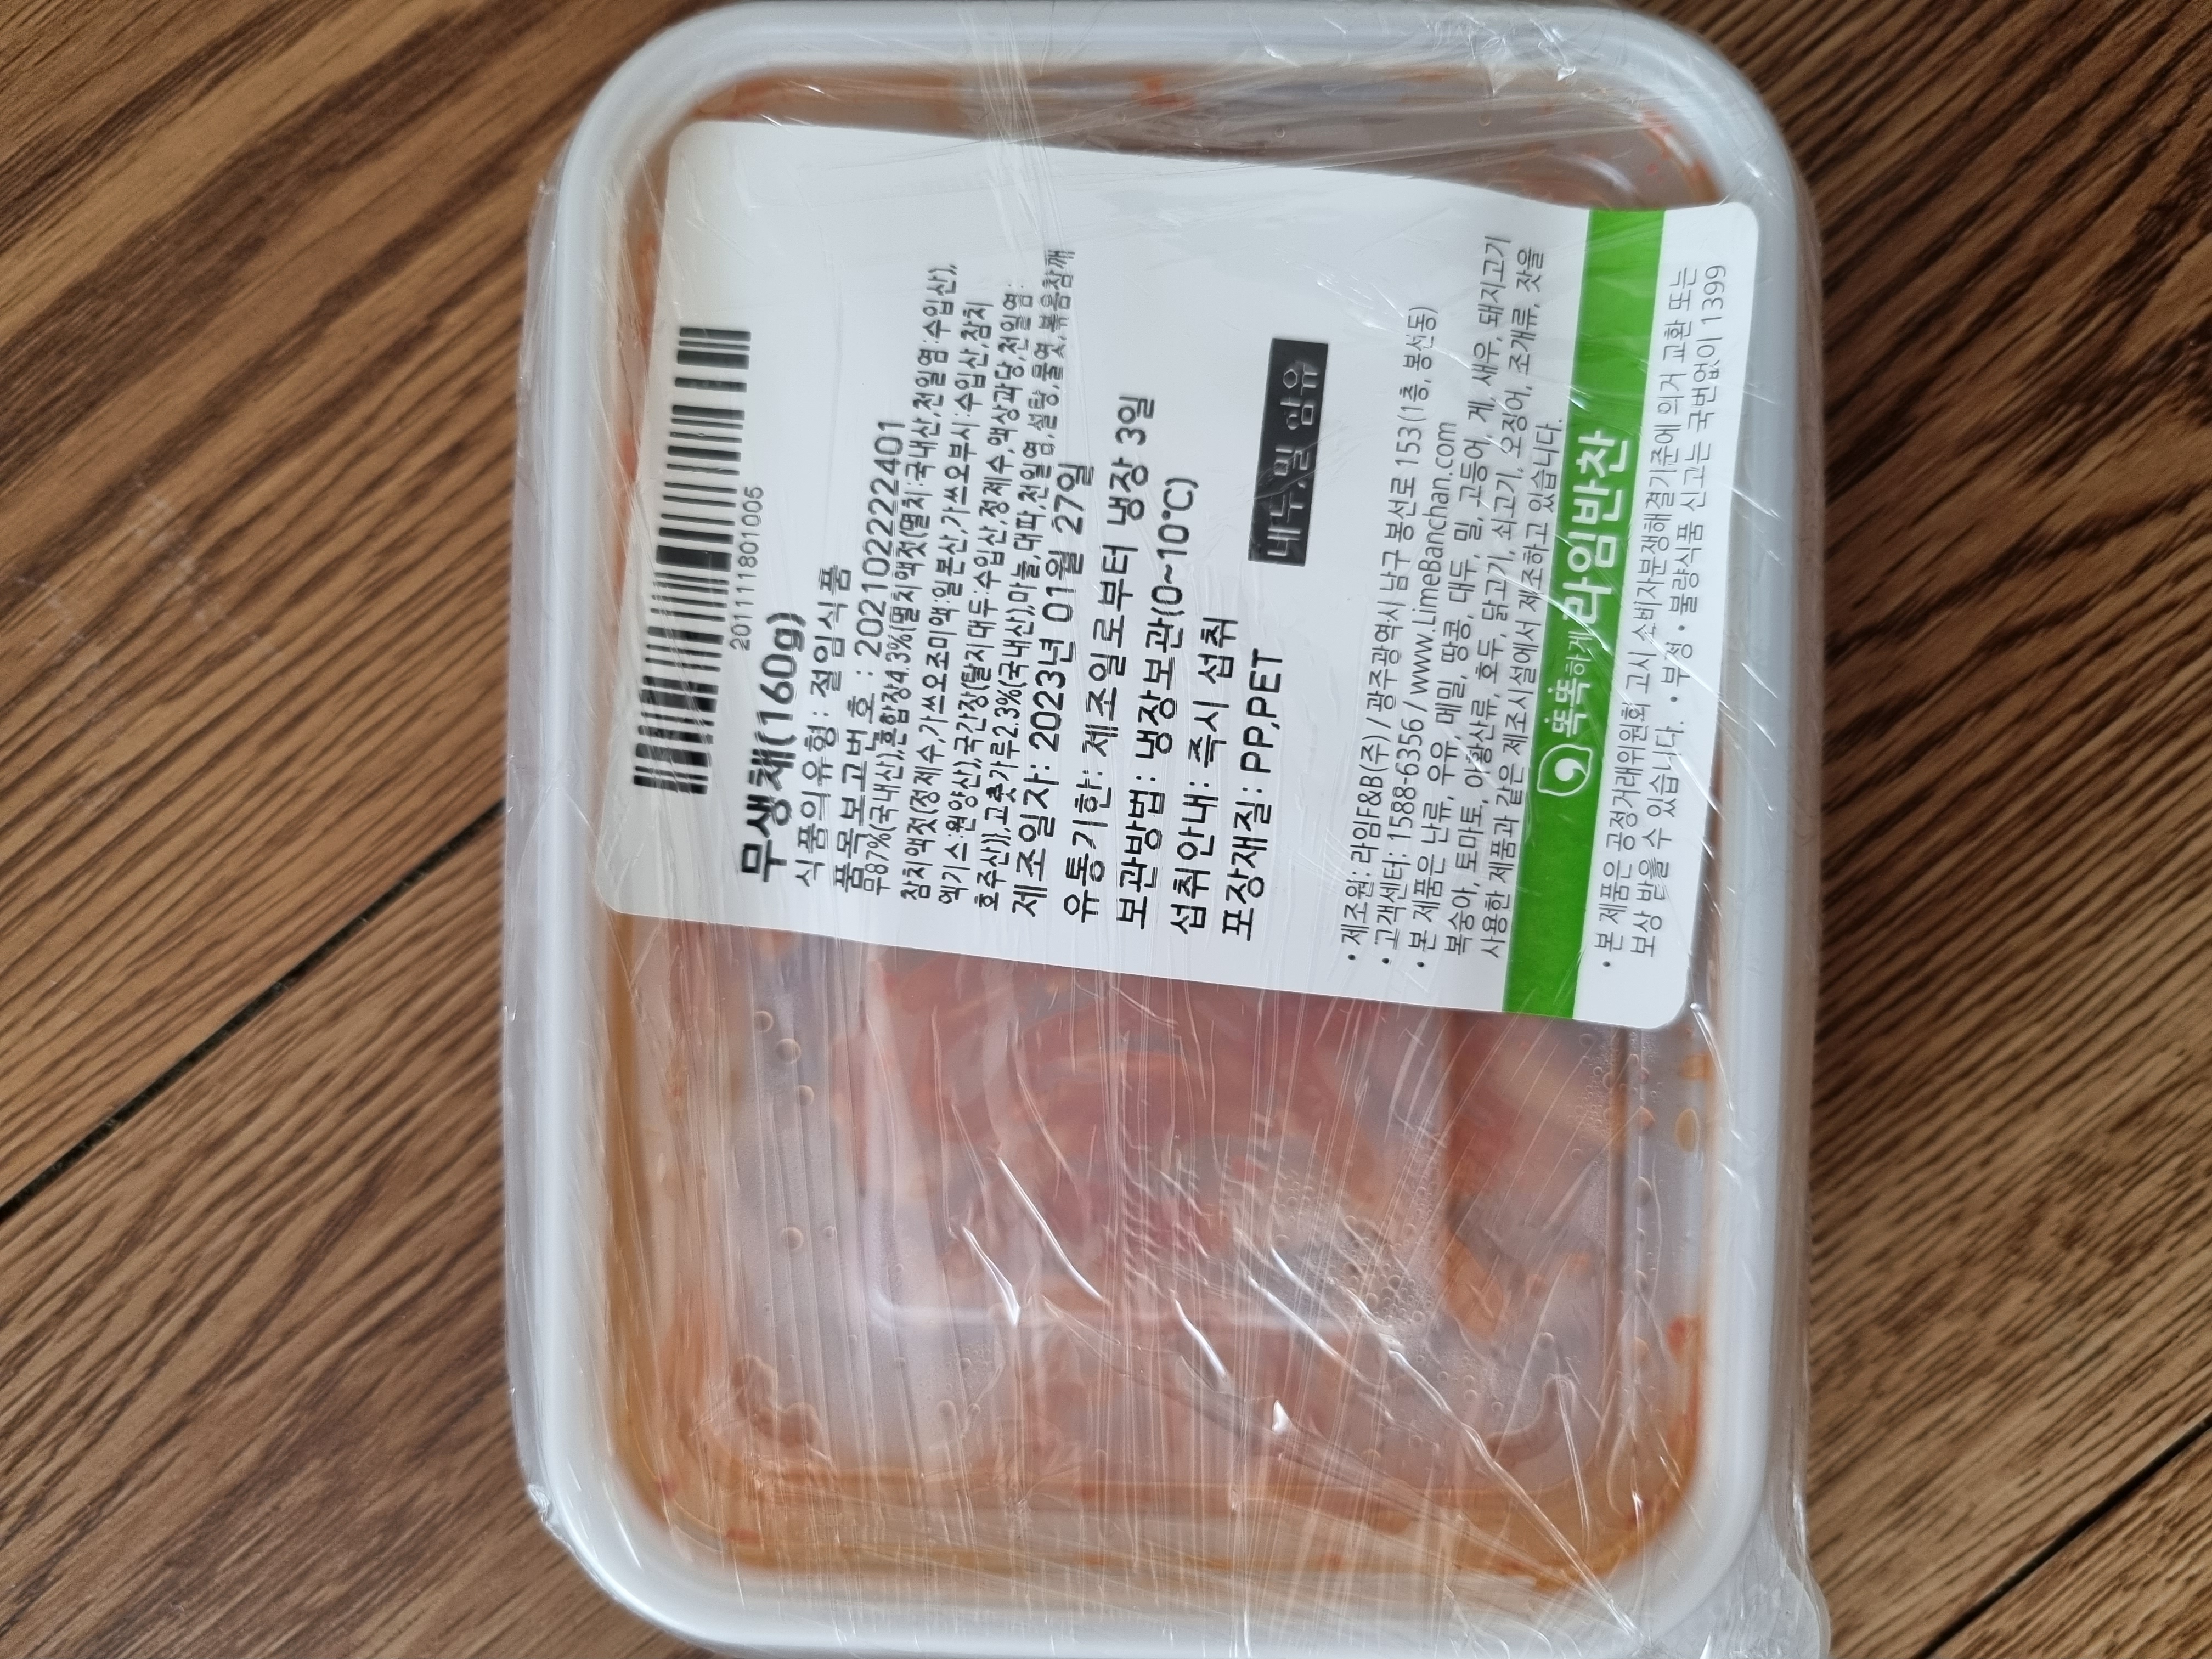 2011118010​05
무생채(160g)
식품의유형: 절임식품
품목보고번호 : 20210222401
무87%(국내산),혼합장4.3%(멸치액젓(멸치:국내산,천일염:수입산),
참치액젓(정제수,가쓰오조미액:일본산,가쓰오부시:수입산,참치
엑기스:원양산),국간장(탈지대두:수입산,정제수,액상과당,천일염:
호주산)),고춧가루2.3%(국내산),마늘,대파,천일염,설탕,물엿,볶음참깨
제조일자: 2023년 01월 27일
유통기한: 제조일로부터 냉장 3일
보관방법: 냉장보관(0~10℃)
섭취안내: 즉시 섭취
포장재질: PP,PET
대두,밀 함유
• 제조원: 라임F&B(주) / 광주광역시 남구 봉선로 153(1층, 봉선동)
• 고객센터: 1588-6356 / www.LimeBanchan.com
• 본 제품은 난류, 우유, 메밀, 땅콩, 대두, 밀, 고등어, 게, 새우, 돼지고기
복숭아, 토마토, 아황산류, 호두, 닭고기, 쇠고기, 오징어, 조개류, 잣을
사용한 제품과 같은 제조시설에서 제조하고 있습니다.
똑똑하게 라임반찬
• 본 제품은 공정거래위원회 고시 소비자분쟁해결기준에 의거 교환 또는
보상 받을 수 있습니다. • 부정 • 불량식품 신고는 국번없이 1399